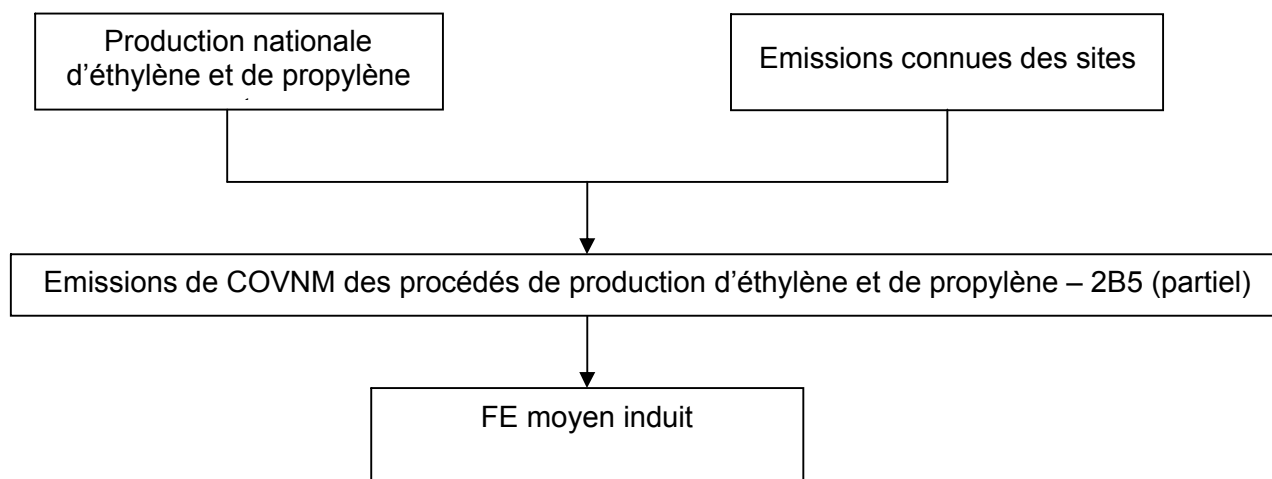 Production nationale
d’éthylène et de propylène
Emissions connues des sites
Emissions de COVNM des procédés de production d’éthylène et de propylène – 2B5 (partiel)
FE moyen induit